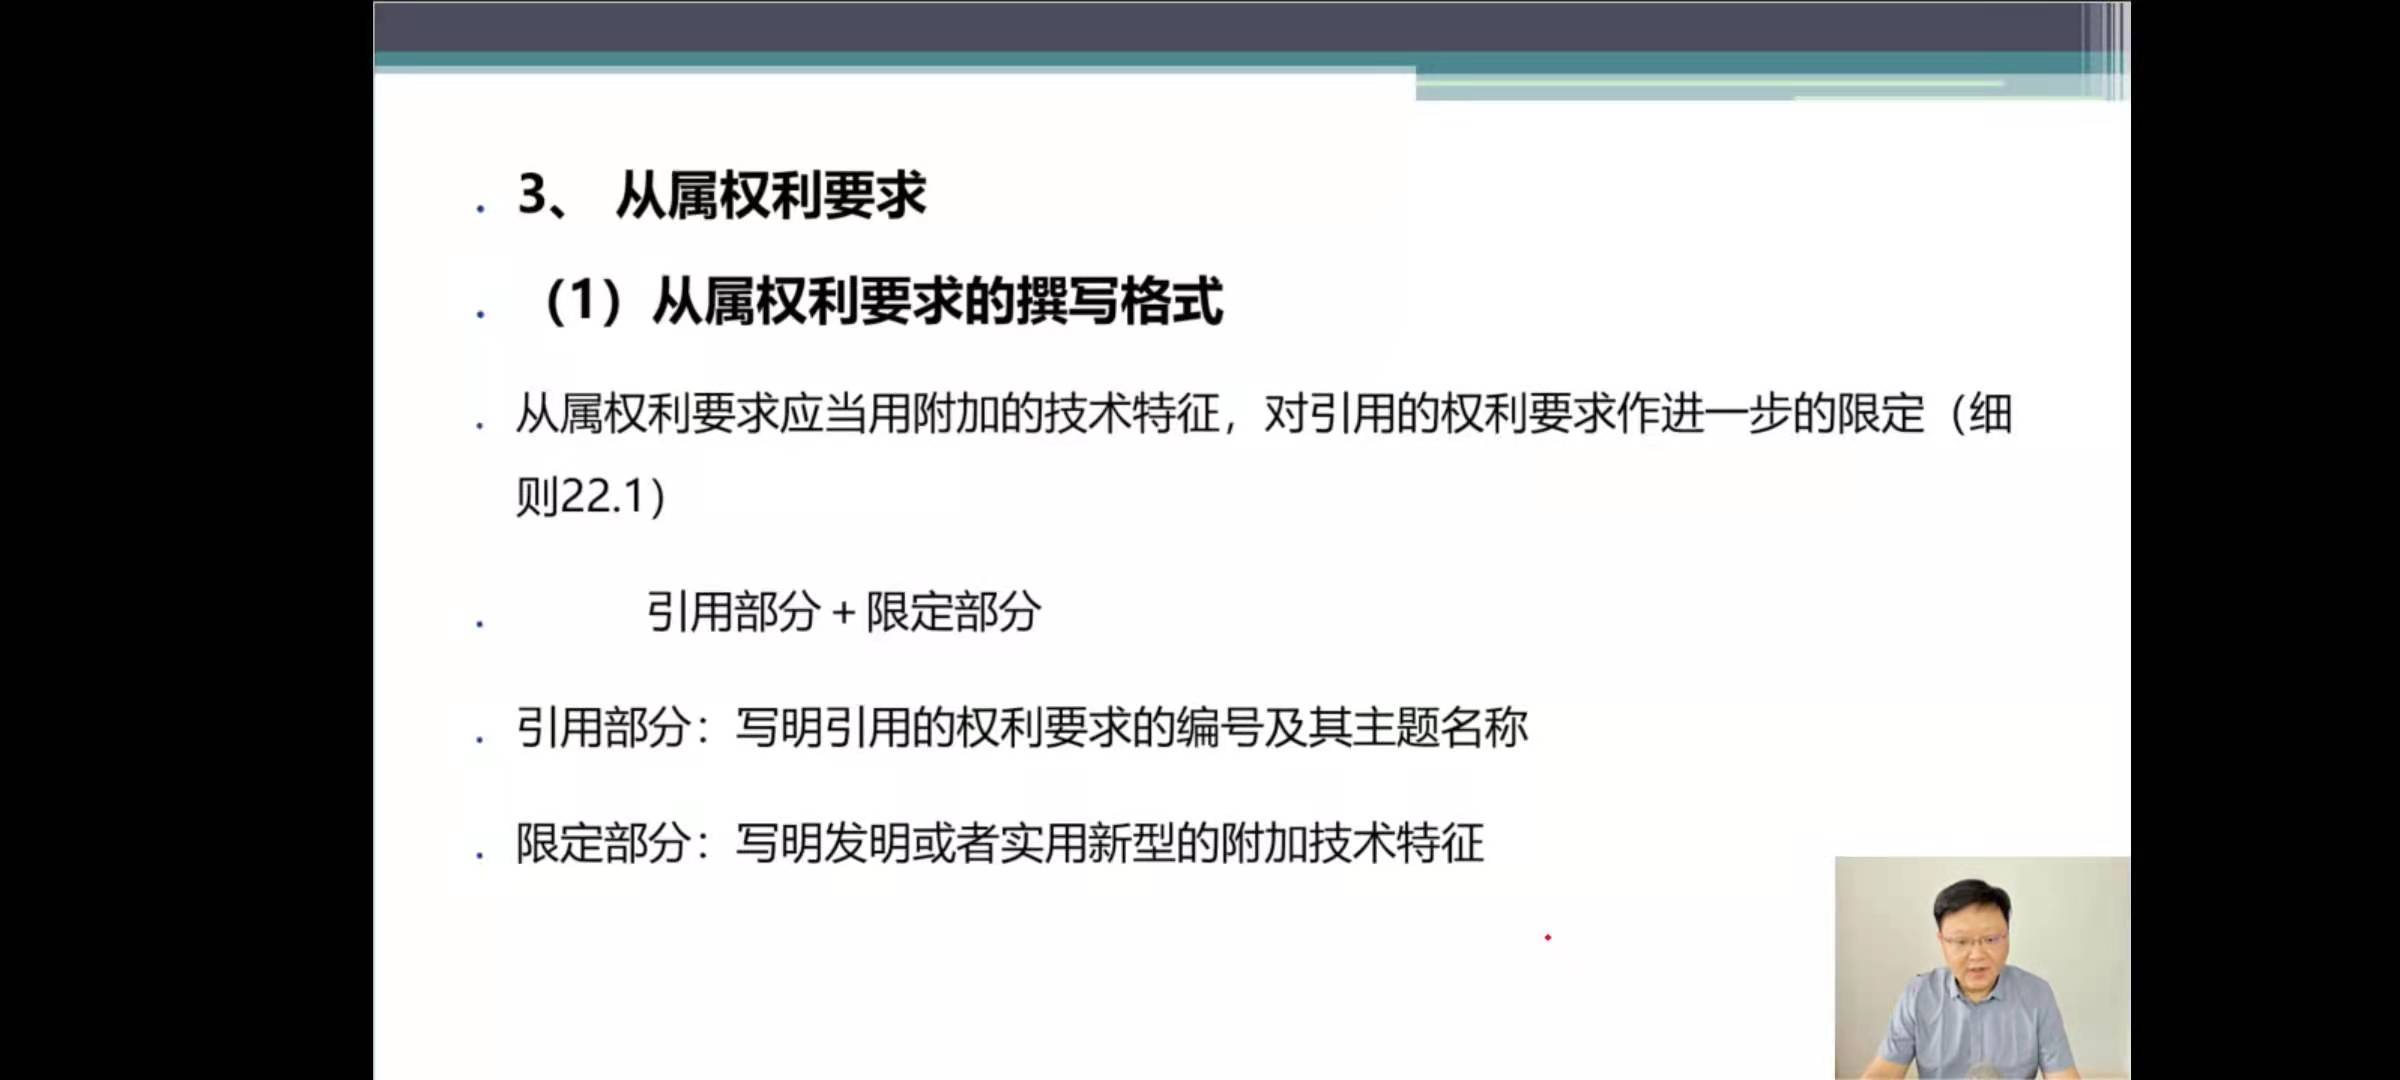 3、 从属权利要求
（1）从属权利要求的撰写格式
从属权利要求应当用附加的技术特征，对引用的权利要求作进一步的限定（细
则22.1）
引用部分＋限定部分
引用部分：写明引用的权利要求的编号及其主题名称
限定部分：写明发明或者实用新型的附加技术特征